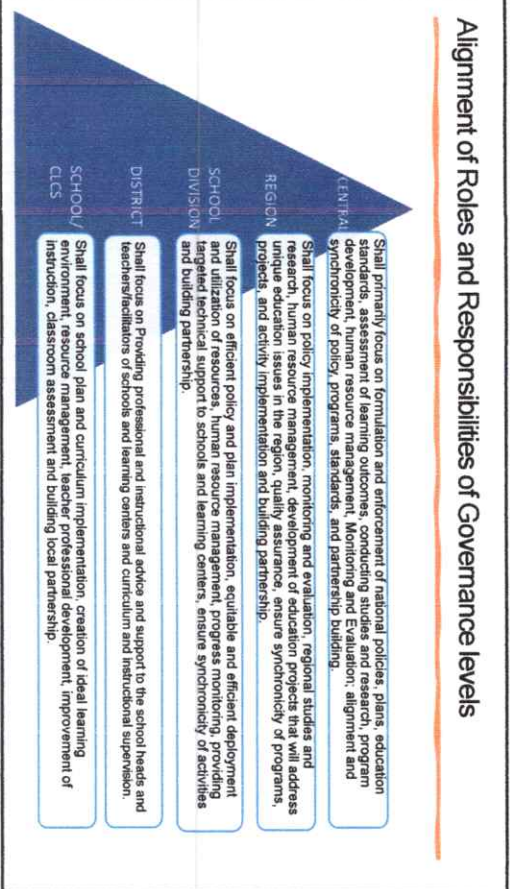 Alignment of Roles and Responsibilities of Governance levels
CENTRAL
Shall primarily focus on formulation and enforcement of national policies, plans, education
standards, assessment of learning outcomes, conducting studies and research, program
development, human resource management, Monitoring and Evaluation; alignment and
synchronicity of policy, programs, standards, and partnership building.
REGION
Shall focus on policy implementation, monitoring and evaluation, regional studies and
research, human resource management, development of education projects that will address
unique education issues in the region, quality assurance, ensure synchronicity of programs,
projects, and activity implementation and building partnership.
SCHOOL
DIVISION
Shall focus on efficient policy and plan implementation, equitable and efficient deployment
and utilization of resources, human resource management, progress monitoring, providing
targeted technical support to schools and learning centers, ensure synchronicity of activities
and building partnership.
DISTRICT
Shall focus on Providing professional and instructional advice and support to the school heads and
teachers/facilitators of schools and learning centers and curriculum and instructional supervision.
SCHOOL/
CLCS
Shall focus on school plan and curriculum implementation, creation of ideal learning
environment, resource management, teacher professional development, improvement of
instruction, classroom assessment and building local partnership.